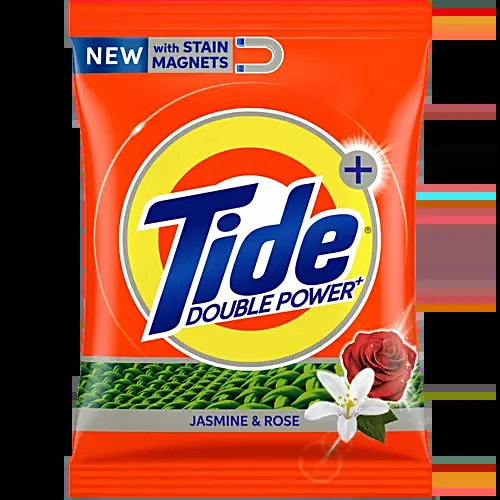 NEW
with STAIN
MAGNETS
+
Tide®
DOUBLE POWER+
JASMINE & ROSE